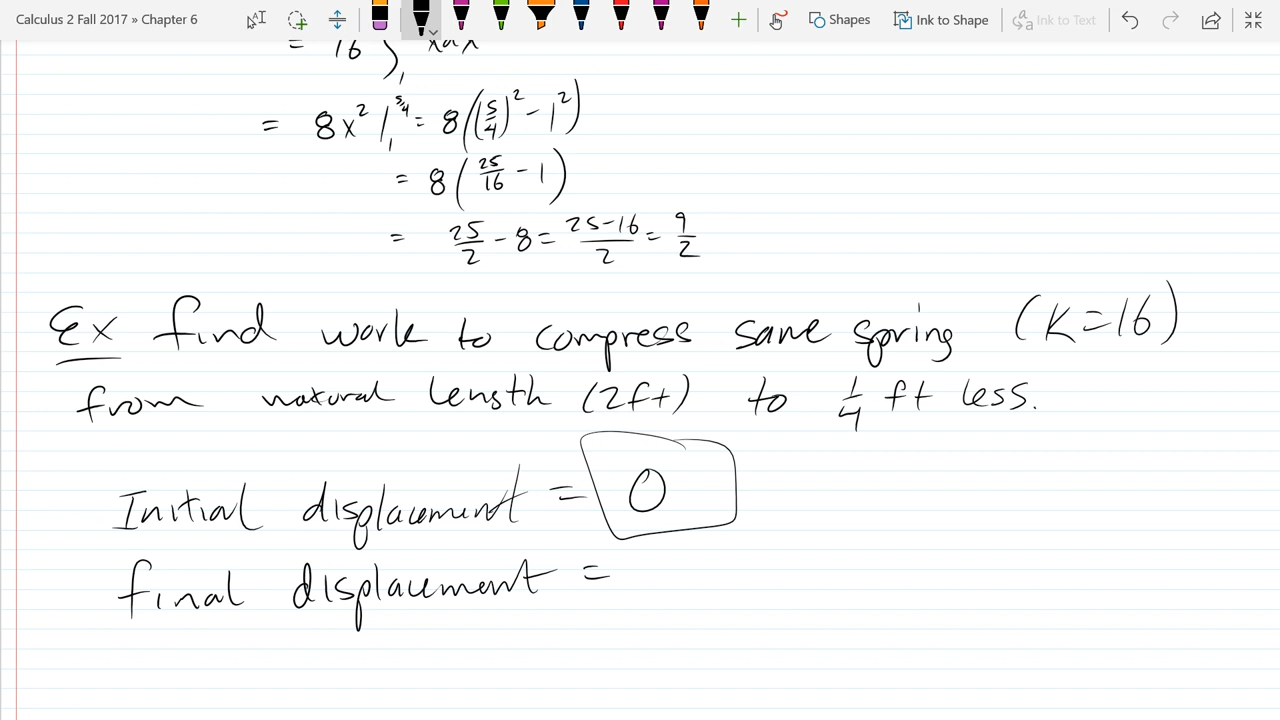 Calculus 2 Fall 2017 » Chapter 6
Shapes
Ink to Shape
Ink to Text
= 16 ∫₁ x dx
= 8x² |₁^{5/4} = 8((5/4)² - 1²)
= 8(25/16 - 1)
= 25/2 - 8 = 25-16/2 = 9/2
Ex find work to compress same spring (K=16)
from natural length (2ft) to 1/4 ft less.
Initial displacement = 0
final displacement =